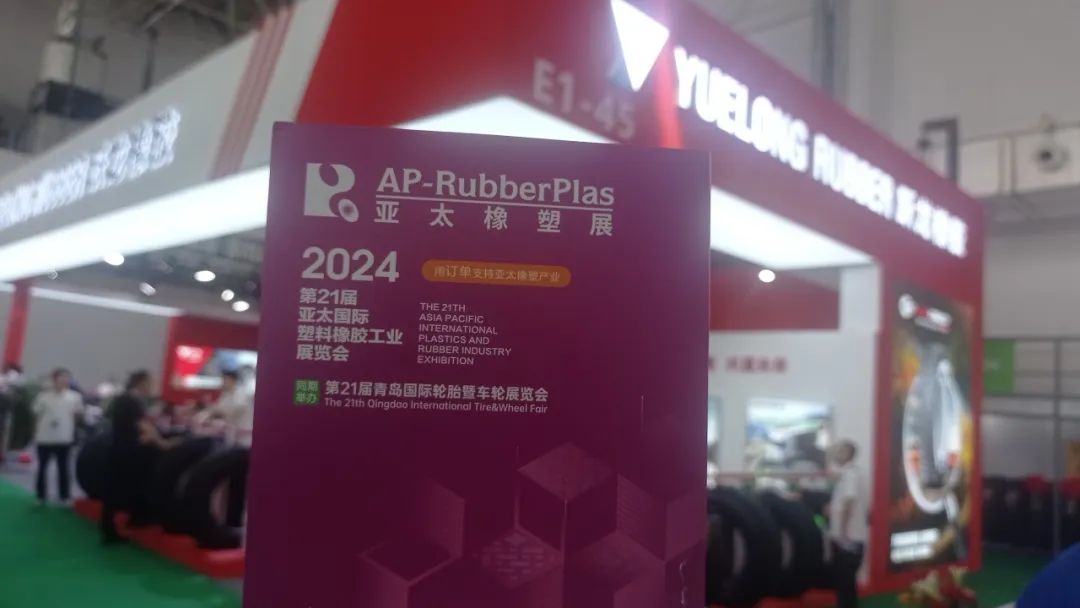 E1-45
YUELONG RUBBER
AP-RubberPlas
亚太橡塑展
2024
用订单支持亚太橡塑产业
第21届
亚太国际
塑料橡胶工业
展览会
THE 21TH
ASIA PACIFIC
INTERNATIONAL
PLASTICS AND
RUBBER INDUSTRY
EXHIBITION
同期
举办
第21届青岛国际轮胎暨车轮展览会
The 21th Qingdao International Tire&Wheel Fair